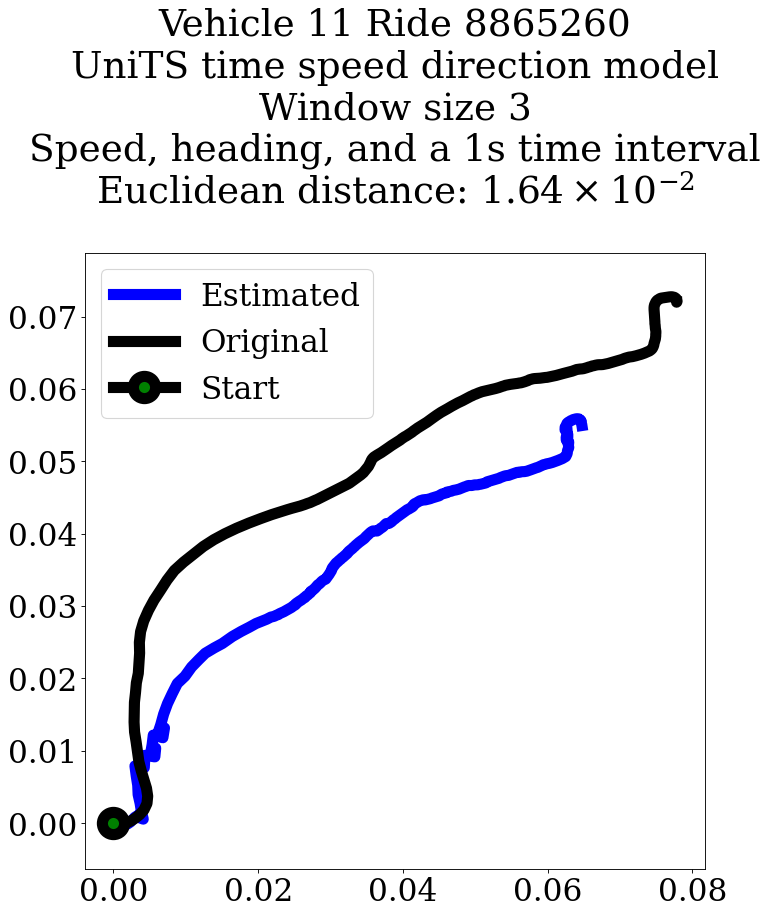 Vehicle 11 Ride 8865260
UniTS time speed direction model
Window size 3
Speed, heading, and a 1s time interval
Euclidean distance: 1.64 × 10⁻²
Estimated
Original
Start
0.07
0.06
0.05
0.04
0.03
0.02
0.01
0.00
0.00 0.02 0.04 0.06 0.08